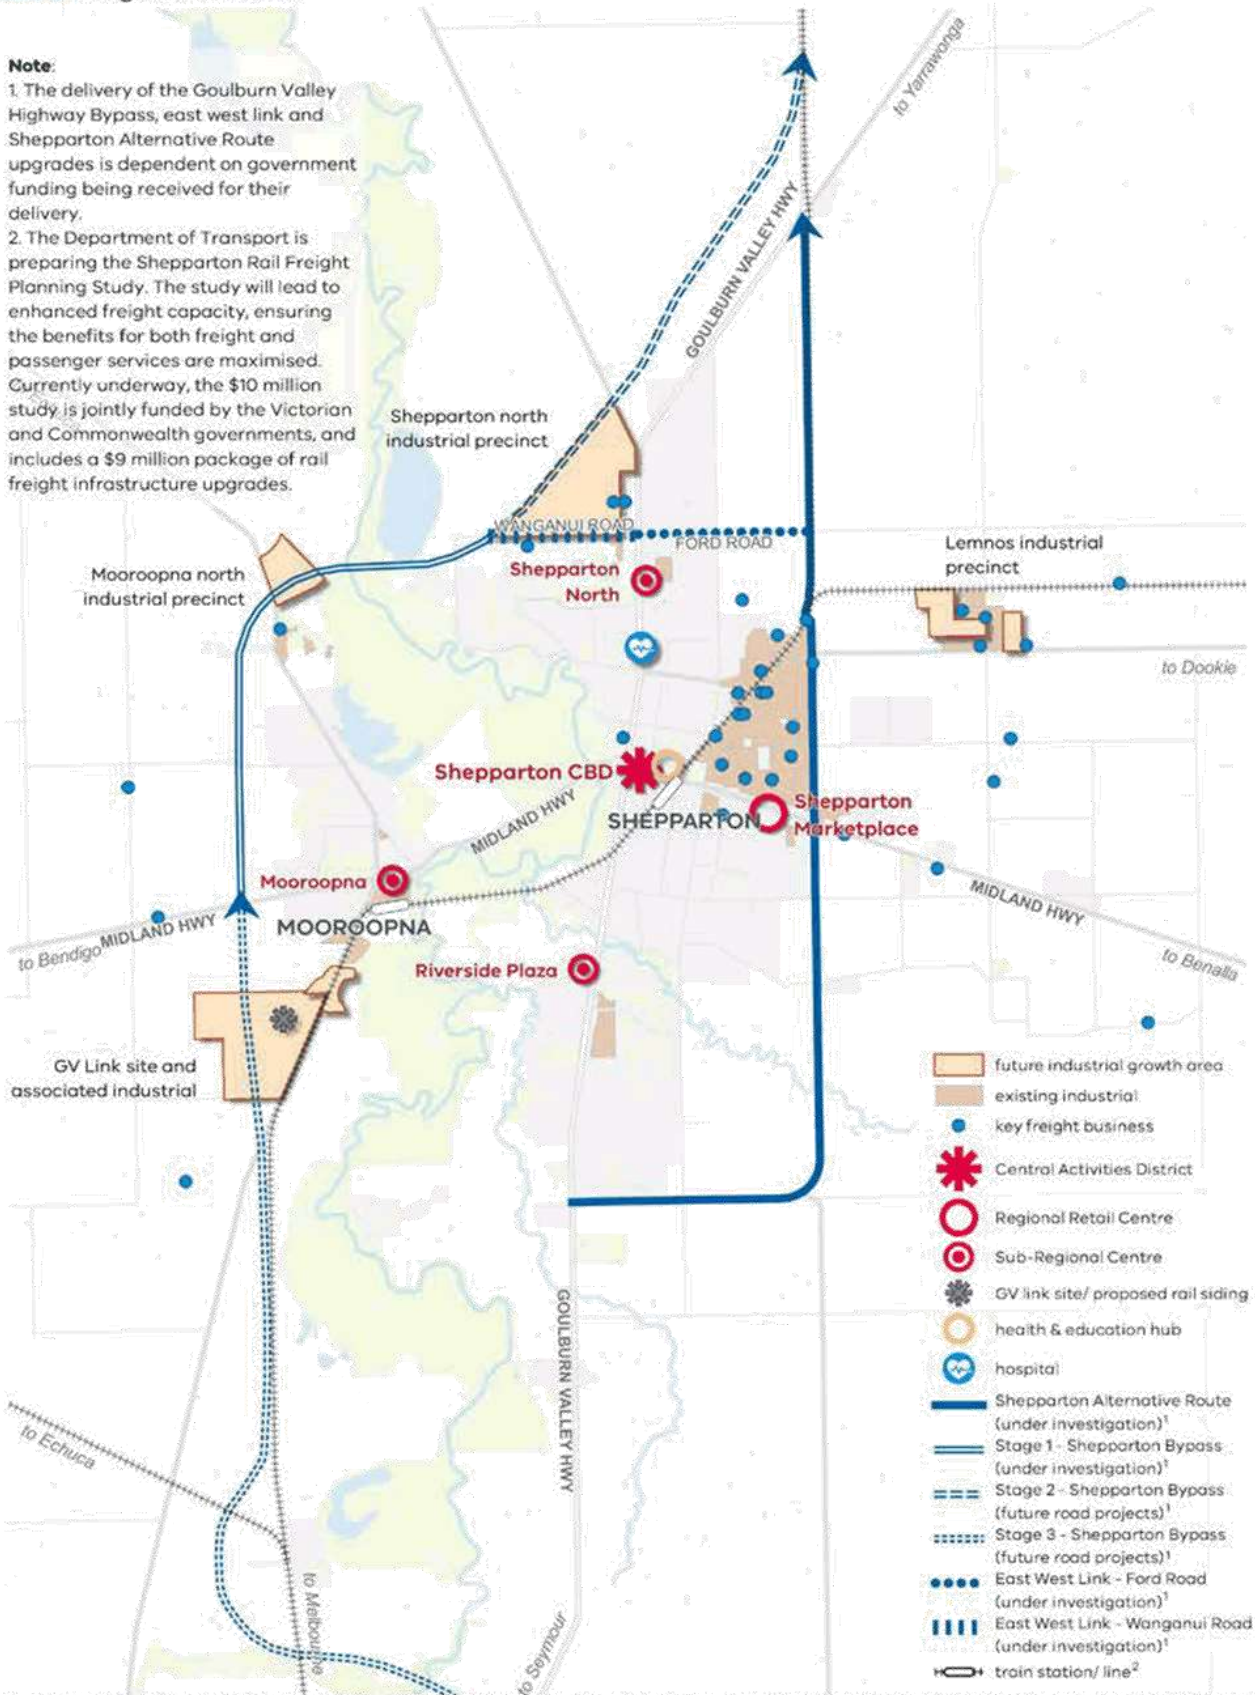 Note:
1. The delivery of the Goulburn Valley
Highway Bypass, east west link and
Shepparton Alternative Route
upgrades is dependent on government
funding being received for their
delivery.
2. The Department of Transport is
preparing the Shepparton Rail Freight
Planning Study. The study will lead to
enhanced freight capacity, ensuring
the benefits for both freight and
passenger services are maximised.
Currently underway, the $10 million
study is jointly funded by the Victorian
and Commonwealth governments, and
includes a $9 million package of rail
freight infrastructure upgrades.
to Yarrawonga
GOULBURN VALLEY HWY
Shepparton north
industrial precinct
WANGANUI ROAD
FORD ROAD
Lemnos industrial
precinct
Mooroopna north
industrial precinct
Shepparton
North
to Dookie
Shepparton CBD
MIDLAND HWY
SHEPPARTON
Shepparton
Marketplace
Mooroopna
MOOROOPNA
MIDLAND HWY
to Bendigo
MIDLAND HWY
to Benalla
Riverside Plaza
GV Link site and
associated industrial
GOULBURN VALLEY HWY
to Echuca
to Melbourne
to Seymour
future industrial growth area
existing industrial
key freight business
Central Activities District
Regional Retail Centre
Sub-Regional Centre
GV link site/ proposed rail siding
health & education hub
hospital
Shepparton Alternative Route
(under investigation)¹
Stage 1 - Shepparton Bypass
(under investigation)¹
Stage 2 - Shepparton Bypass
(future road projects)¹
Stage 3 - Shepparton Bypass
(future road projects)¹
East West Link - Ford Road
(under investigation)¹
East West Link - Wanganui Road
(under investigation)¹
train station/ line²